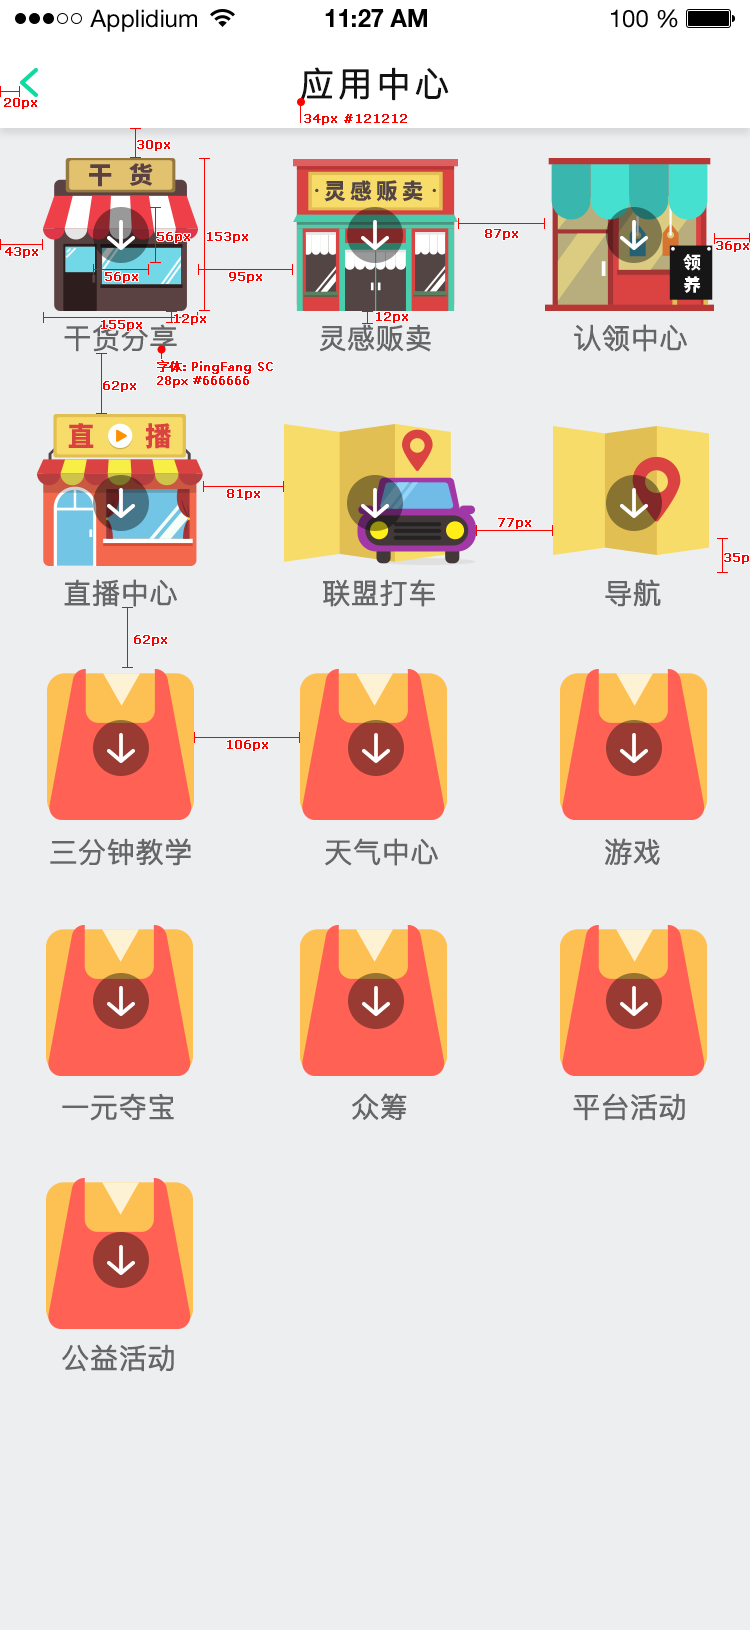 Applidium 11:27 AM 100 %
应用中心
20px
34px #121212
30px
干 货
灵感贩卖
领养
43px
56px
56px
153px
95px
87px
36px
155px
12px
12px
干货分享
灵感贩卖
认领中心
字体: PingFang SC
28px #666666
62px
直 播
81px
77px
35p
直播中心
联盟打车
导航
62px
106px
三分钟教学
天气中心
游戏
一元夺宝
众筹
平台活动
公益活动